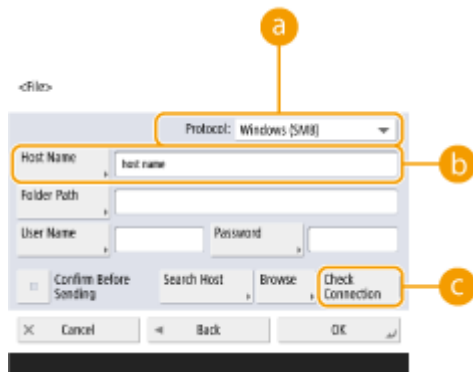 a
<File>
Protocol: Windows (SMB)
Host Name host name
b
Folder Path
User Name Password
Confirm Before Sending Search Host Browse Check Connection
c
Cancel Back OK